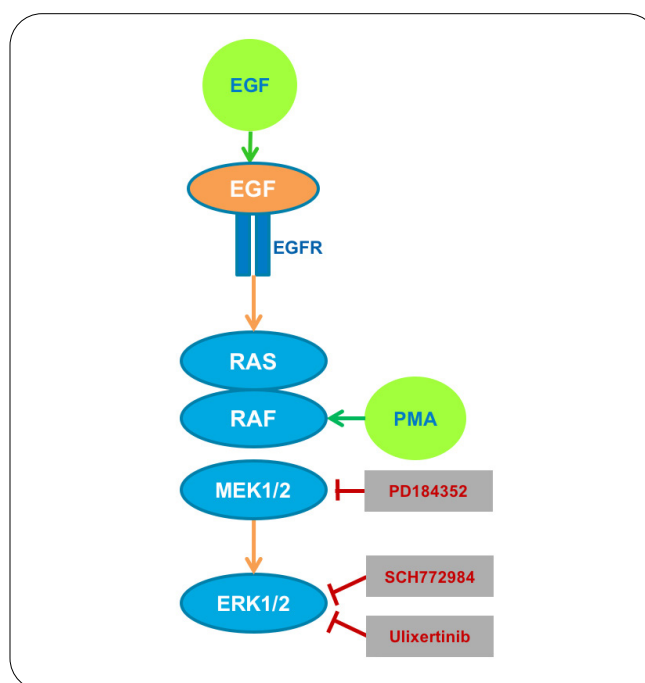 EGF
EGF
EGFR
RAS
RAF
PMA
MEK1/2
PD184352
SCH772984
ERK1/2
Ulixertinib